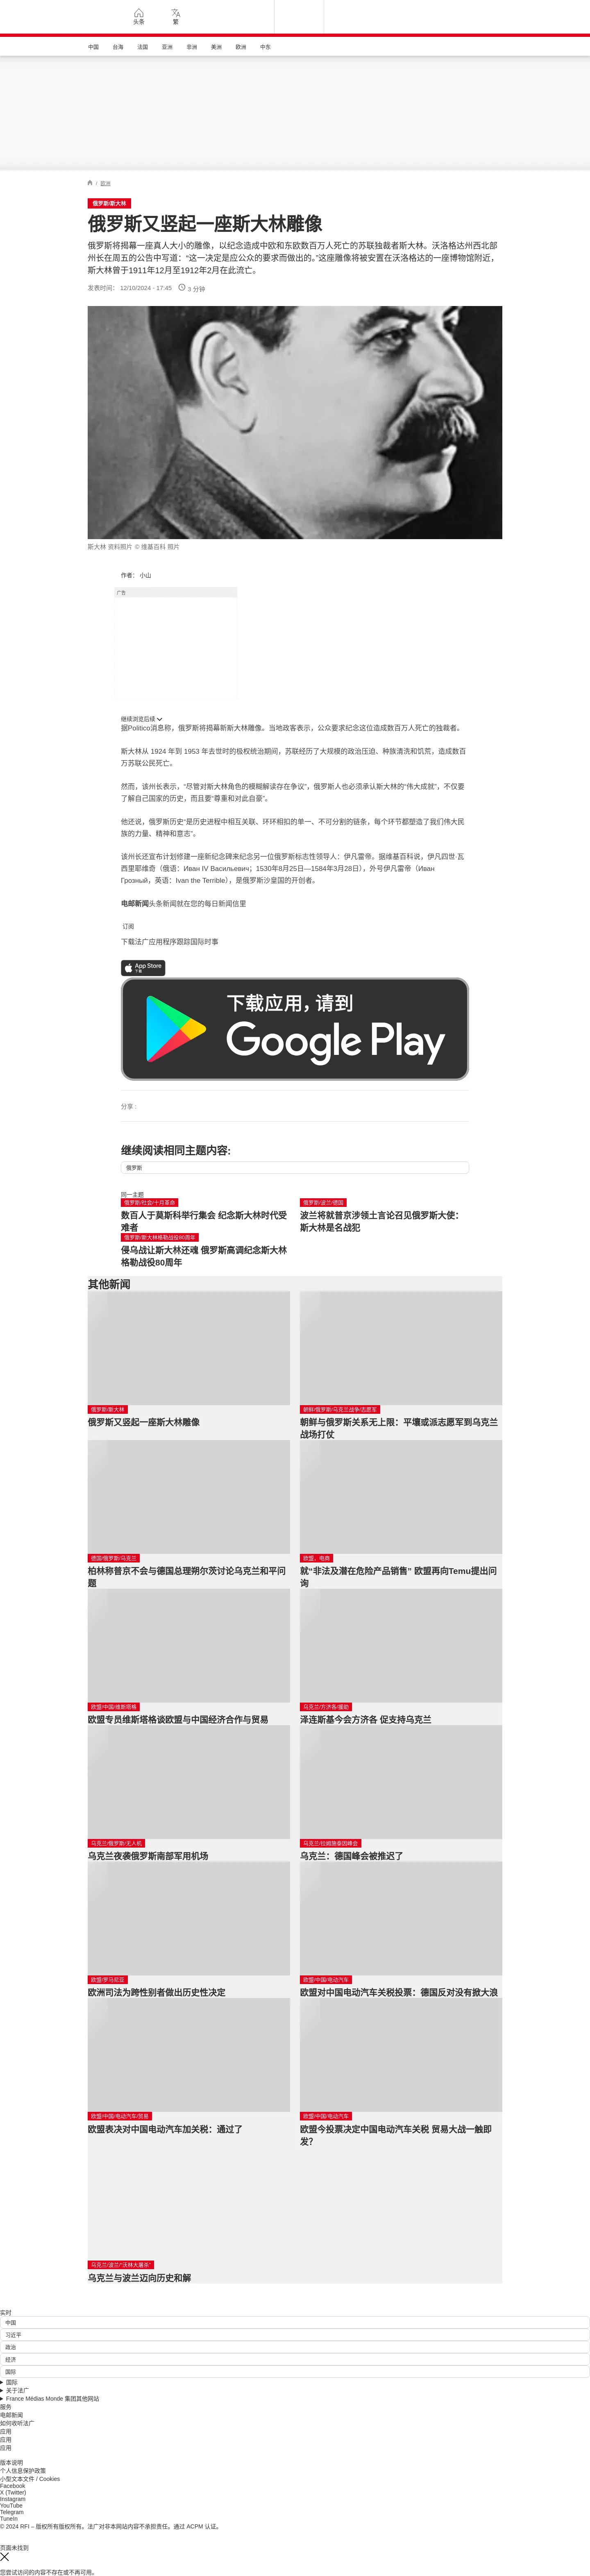 头条
繁
中国
台海
法国
亚洲
非洲
美洲
欧洲
中东
/ 欧洲
俄罗斯/斯大林
俄罗斯又竖起一座斯大林雕像
俄罗斯将揭幕一座真人大小的雕像，以纪念造成中欧和东欧数百万人死亡的苏联独裁者斯大林。沃洛格达州西北部
州长在周五的公告中写道：“这一决定是应公众的要求而做出的。”这座雕像将被安置在沃洛格达的一座博物馆附近，
斯大林曾于1911年12月至1912年2月在此流亡。
发表时间： 12/10/2024 - 17:45
3 分钟
斯大林 资料照片 © 维基百科 照片
作者： 小山
广告
继续浏览后续
据Politico消息称，俄罗斯将揭幕新斯大林雕像。当地政客表示，公众要求纪念这位造成数百万人死亡的独裁者。
斯大林从 1924 年到 1953 年去世时的极权统治期间，苏联经历了大规模的政治压迫、种族清洗和饥荒，造成数百
万苏联公民死亡。
然而，该州长表示，“尽管对斯大林角色的模糊解读存在争议”，俄罗斯人也必须承认斯大林的“伟大成就”，不仅要
了解自己国家的历史，而且要“尊重和对此自豪”。
他还说，俄罗斯历史“是历史进程中相互关联、环环相扣的单一、不可分割的链条，每个环节都塑造了我们伟大民
族的力量、精神和意志”。
该州长还宣布计划修建一座新纪念碑来纪念另一位俄罗斯标志性领导人：伊凡雷帝。据维基百科说，伊凡四世·瓦
西里耶维奇（俄语：Иван IV Васильевич；1530年8月25日—1584年3月28日），外号伊凡雷帝（Иван
Грозный，英语：Ivan the Terrible），是俄罗斯沙皇国的开创者。
电邮新闻头条新闻就在您的每日新闻信里
订阅
下载法广应用程序跟踪国际时事
App Store
下载
下载应用，请到
Google Play
分享 :
继续阅读相同主题内容:
俄罗斯
同一主题
俄罗斯/社会/十月革命
数百人于莫斯科举行集会 纪念斯大林时代受
难者
俄罗斯/波兰/德国
波兰将就普京涉领土言论召见俄罗斯大使：
斯大林是名战犯
俄罗斯/斯大林格勒战役80周年
侵乌战让斯大林还魂 俄罗斯高调纪念斯大林
格勒战役80周年
其他新闻
俄罗斯/斯大林
俄罗斯又竖起一座斯大林雕像
朝鲜/俄罗斯/乌克兰战争/志愿军
朝鲜与俄罗斯关系无上限：平壤或派志愿军到乌克兰
战场打仗
德国/俄罗斯/乌克兰
柏林称普京不会与德国总理朔尔茨讨论乌克兰和平问
题
欧盟，电商
就“非法及潜在危险产品销售” 欧盟再向Temu提出问
询
欧盟/中国/维斯塔格
欧盟专员维斯塔格谈欧盟与中国经济合作与贸易
乌克兰/方济各/援助
泽连斯基今会方济各 促支持乌克兰
乌克兰/俄罗斯/无人机
乌克兰夜袭俄罗斯南部军用机场
乌克兰/拉姆施泰因峰会
乌克兰：德国峰会被推迟了
欧盟/罗马尼亚
欧洲司法为跨性别者做出历史性决定
欧盟/中国/电动汽车
欧盟对中国电动汽车关税投票：德国反对没有掀大浪
欧盟/中国/电动汽车/贸易
欧盟表决对中国电动汽车加关税：通过了
欧盟/中国/电动汽车
欧盟今投票决定中国电动汽车关税 贸易大战一触即
发？
乌克兰/波兰/“沃林大屠杀”
乌克兰与波兰迈向历史和解
实时
中国
习近平
政治
经济
国际
国际
关于法广
France Médias Monde 集团其他网站
服务
电邮新闻
如何收听法广
应用
应用
应用
版本说明
个人信息保护政策
小型文本文件 / Cookies
Facebook
X (Twitter)
Instagram
YouTube
Telegram
TuneIn
© 2024 RFI – 版权所有版权所有。法广对非本网站内容不承担责任。通过 ACPM 认证。
页面未找到
您尝试访问的内容不存在或不再可用。